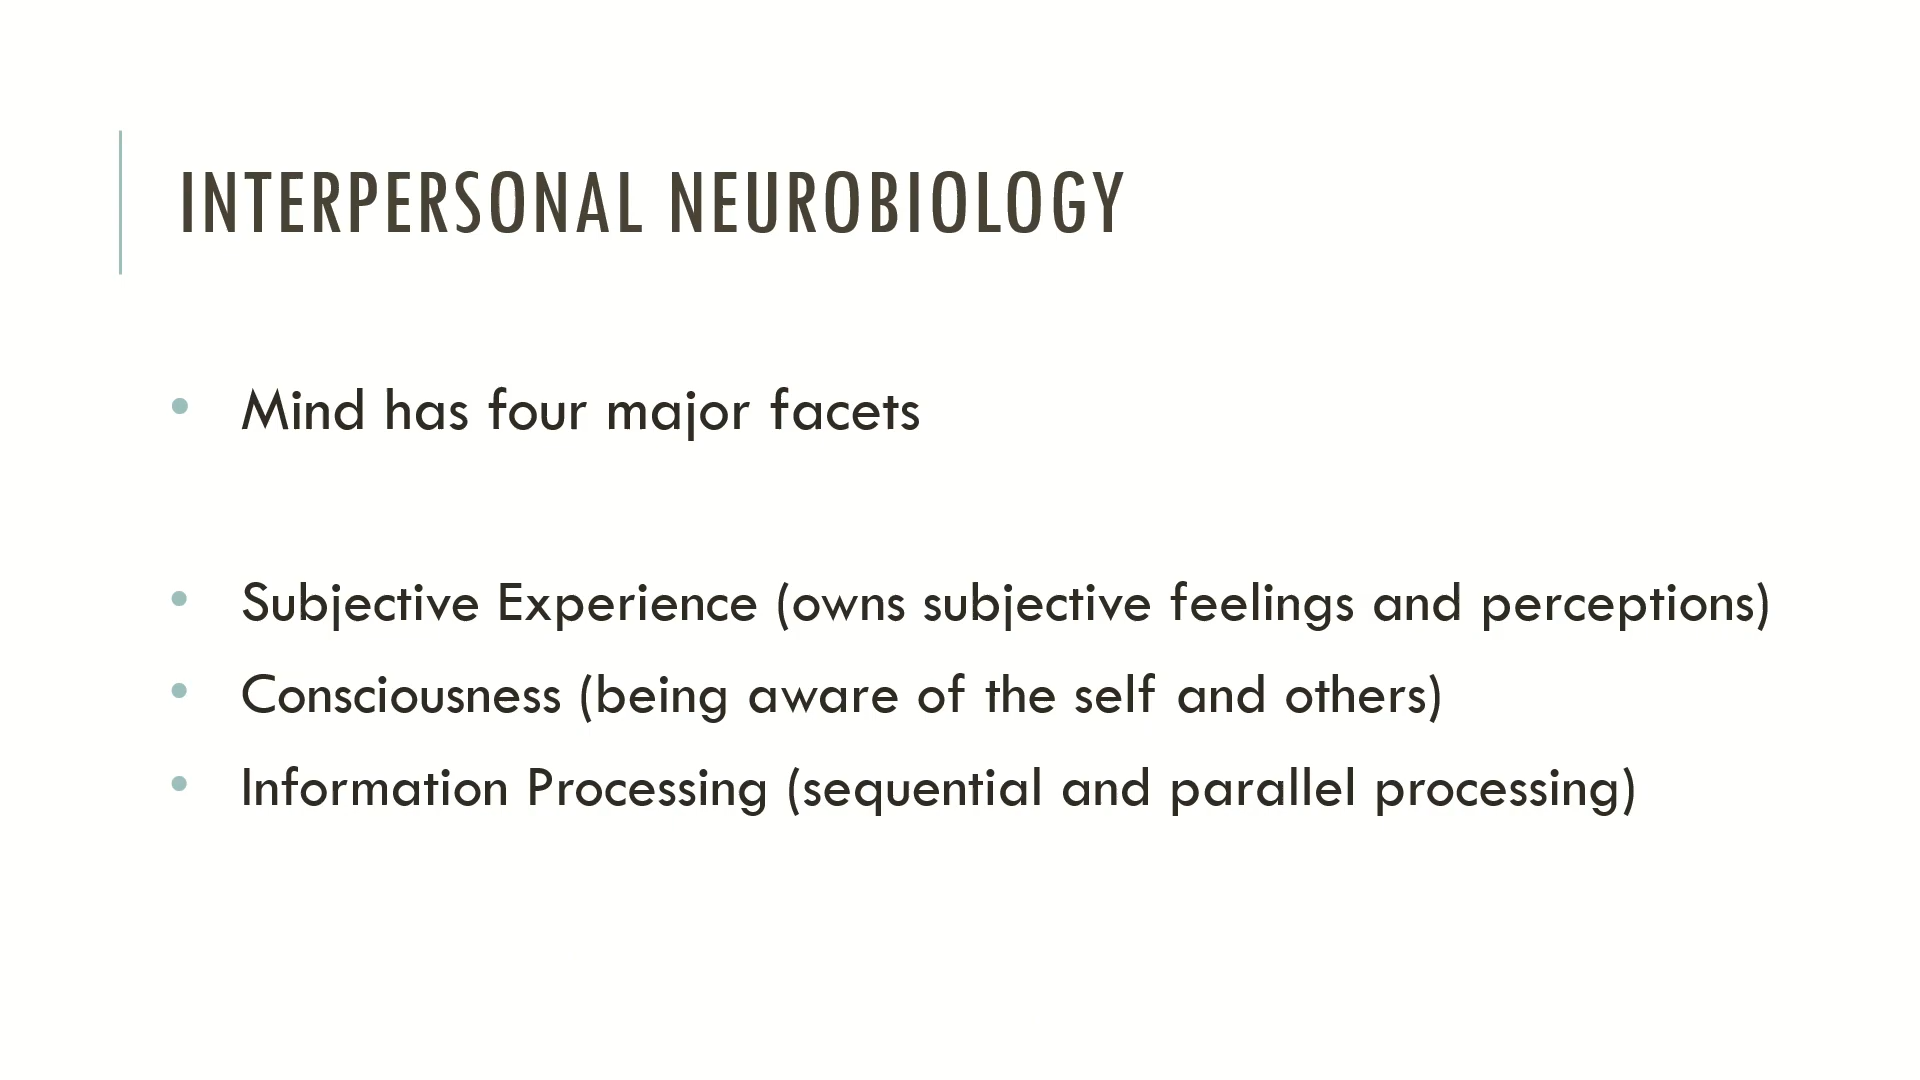 INTERPERSONAL NEUROBIOLOGY
• Mind has four major facets
• Subjective Experience (owns subjective feelings and perceptions)
• Consciousness (being aware of the self and others)
• Information Processing (sequential and parallel processing)